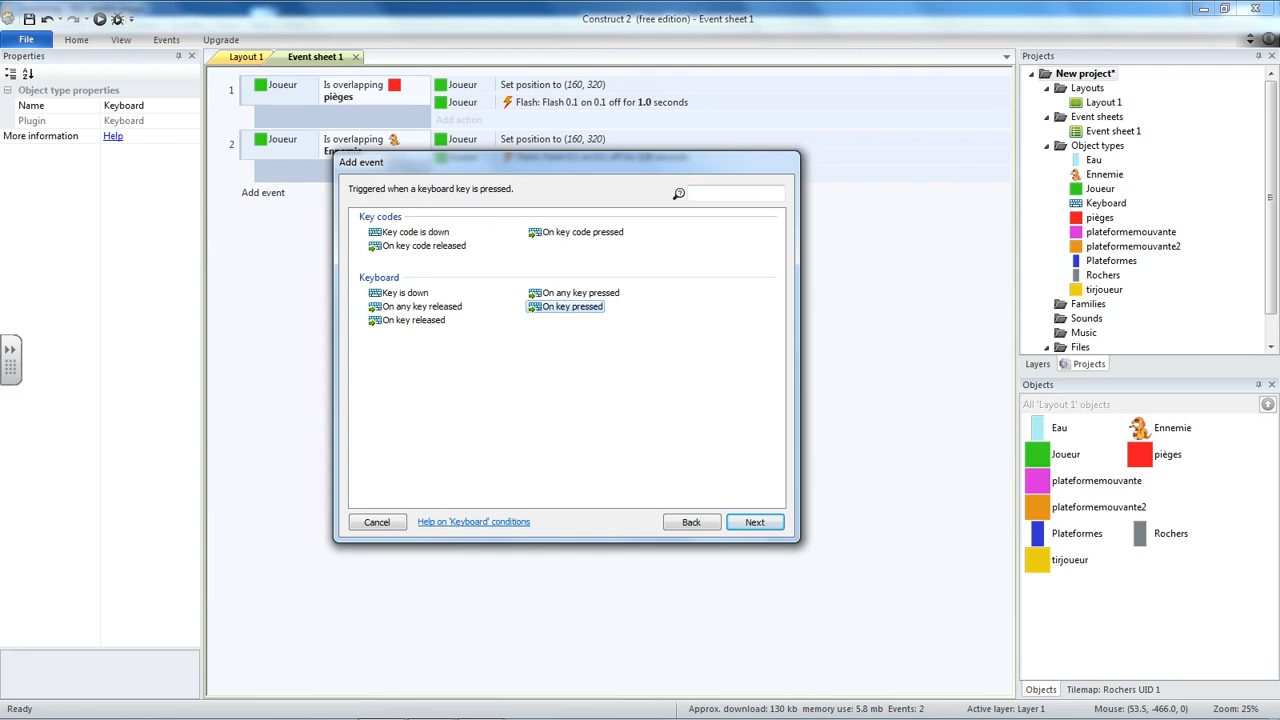 Construct 2 (free edition) - Event sheet 1
File
Home
View
Events
Upgrade
Properties
Object type properties
Name
Keyboard
Plugin
Keyboard
More information
Help
Layout 1
Event sheet 1
1
Joueur
Is overlapping
pièges
Joueur
Set position to (160, 320)
Joueur
Flash: Flash 0.1 on 0.1 off for 1.0 seconds
Add action
2
Joueur
Is overlapping
Joueur
Set position to (160, 320)
Add event
Add event
Triggered when a keyboard key is pressed.
Key codes
Key code is down
On key code pressed
On key code released
Keyboard
Key is down
On any key pressed
On any key released
On key pressed
On key released
Cancel
Help on 'Keyboard' conditions
Back
Next
Projects
New project*
Layouts
Layout 1
Event sheets
Event sheet 1
Object types
Eau
Ennemie
Joueur
Keyboard
pièges
plateformemouvante
plateformemouvante2
Plateformes
Rochers
tirjoueur
Families
Sounds
Music
Files
Layers
Projects
Objects
All 'Layout 1' objects
Eau
Ennemie
Joueur
pièges
plateformemouvante
plateformemouvante2
Plateformes
Rochers
tirjoueur
Objects
Tilemap: Rochers UID 1
Ready
Approx. download: 130 kb
memory use: 5.8 mb
Events: 2
Active layer: Layer 1
Mouse: (53.5, -466.0, 0)
Zoom: 25%